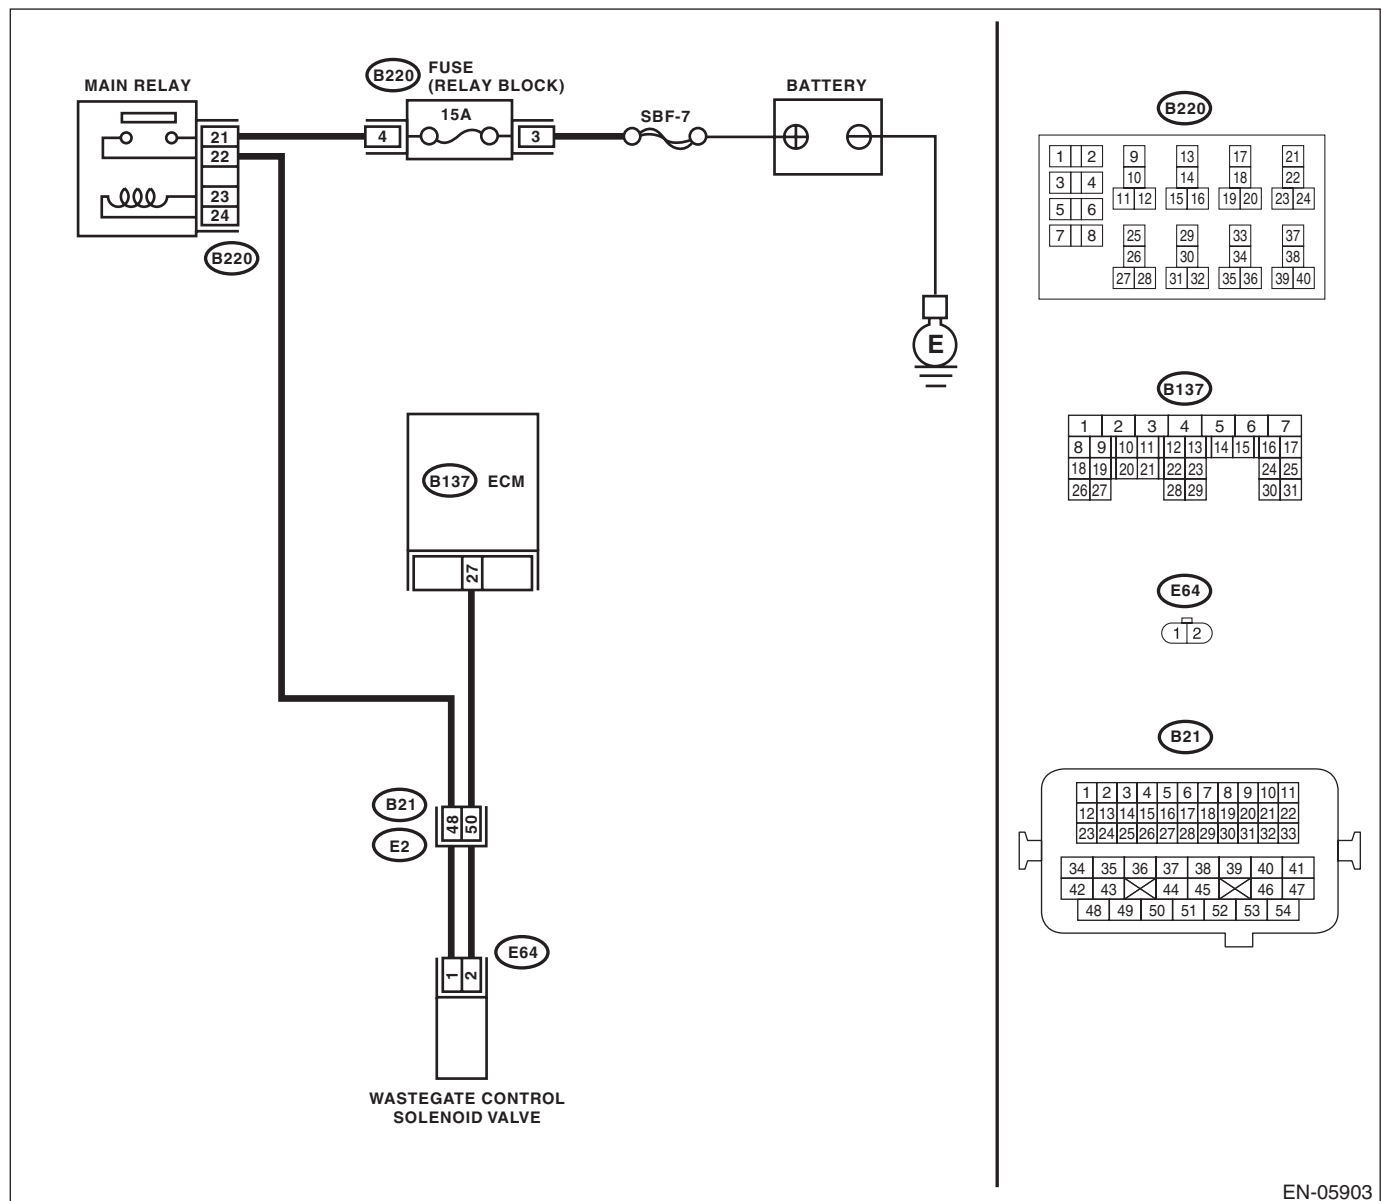 B220 FUSE
(RELAY BLOCK)
MAIN RELAY
BATTERY
15A
SBF-7
21
22
23
24
4
3
B220
E
B137 ECM
27
B21
E2
48 50
E64
1 2
WASTEGATE CONTROL
SOLENOID VALVE
B220
1 2 9 13 17 21
3 4 10 14 18 22
11 12 15 16 19 20 23 24
5 6
7 8 25 29 33 37
26 30 34 38
27 28 31 32 35 36 39 40
B137
1 2 3 4 5 6 7
8 9 10 11 12 13 14 15 16 17
18 19 20 21 22 23 24 25
26 27 28 29 30 31
E64
1 2
B21
1 2 3 4 5 6 7 8 9 10 11
12 13 14 15 16 17 18 19 20 21 22
23 24 25 26 27 28 29 30 31 32 33
34 35 36 37 38 39 40 41
42 43 44 45 46 47
48 49 50 51 52 53 54
EN-05903